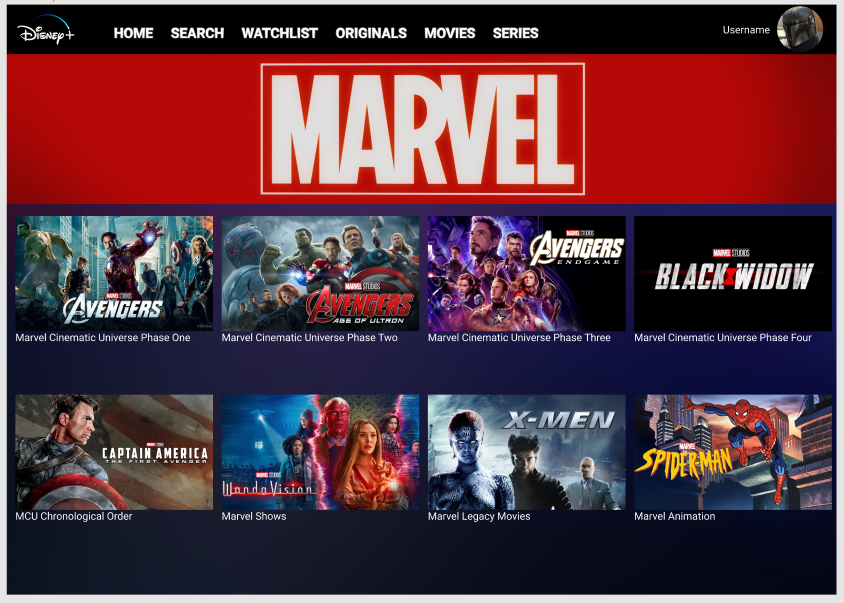 Disney+
HOME SEARCH WATCHLIST ORIGINALS MOVIES SERIES
Username
MARVEL
MARVEL STUDIOS
AVENGERS
MARVEL STUDIOS
AVENGERS
AGE OF ULTRON
MARVEL STUDIOS
AVENGERS
ENDGAME
MARVEL STUDIOS
BLACK WIDOW
Marvel Cinematic Universe Phase One
Marvel Cinematic Universe Phase Two
Marvel Cinematic Universe Phase Three
Marvel Cinematic Universe Phase Four
CAPTAIN AMERICA
THE FIRST AVENGER
MARVEL STUDIOS
WandaVision
X-MEN
MARVEL
SPIDER-MAN
MCU Chronological Order
Marvel Shows
Marvel Legacy Movies
Marvel Animation